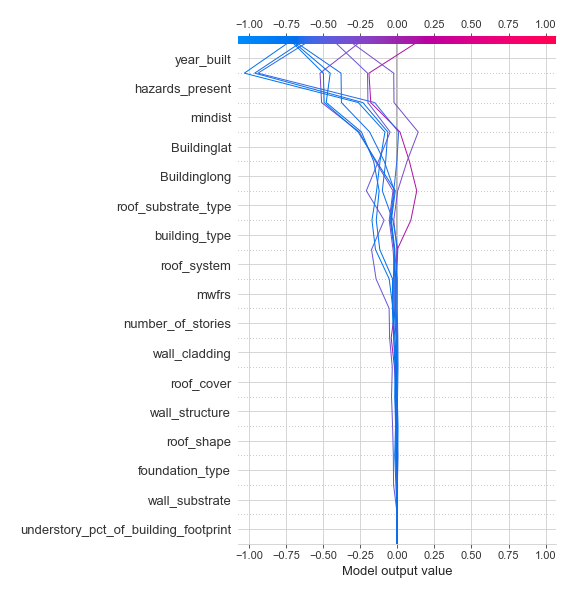 −1.00 −0.75 −0.50 −0.25 0.00 0.25 0.50 0.75 1.00
year_built
hazards_present
mindist
Buildinglat
Buildinglong
roof_substrate_type
building_type
roof_system
mwfrs
number_of_stories
wall_cladding
roof_cover
wall_structure
roof_shape
foundation_type
wall_substrate
understory_pct_of_building_footprint
−1.00 −0.75 −0.50 −0.25 0.00 0.25 0.50 0.75 1.00
Model output value